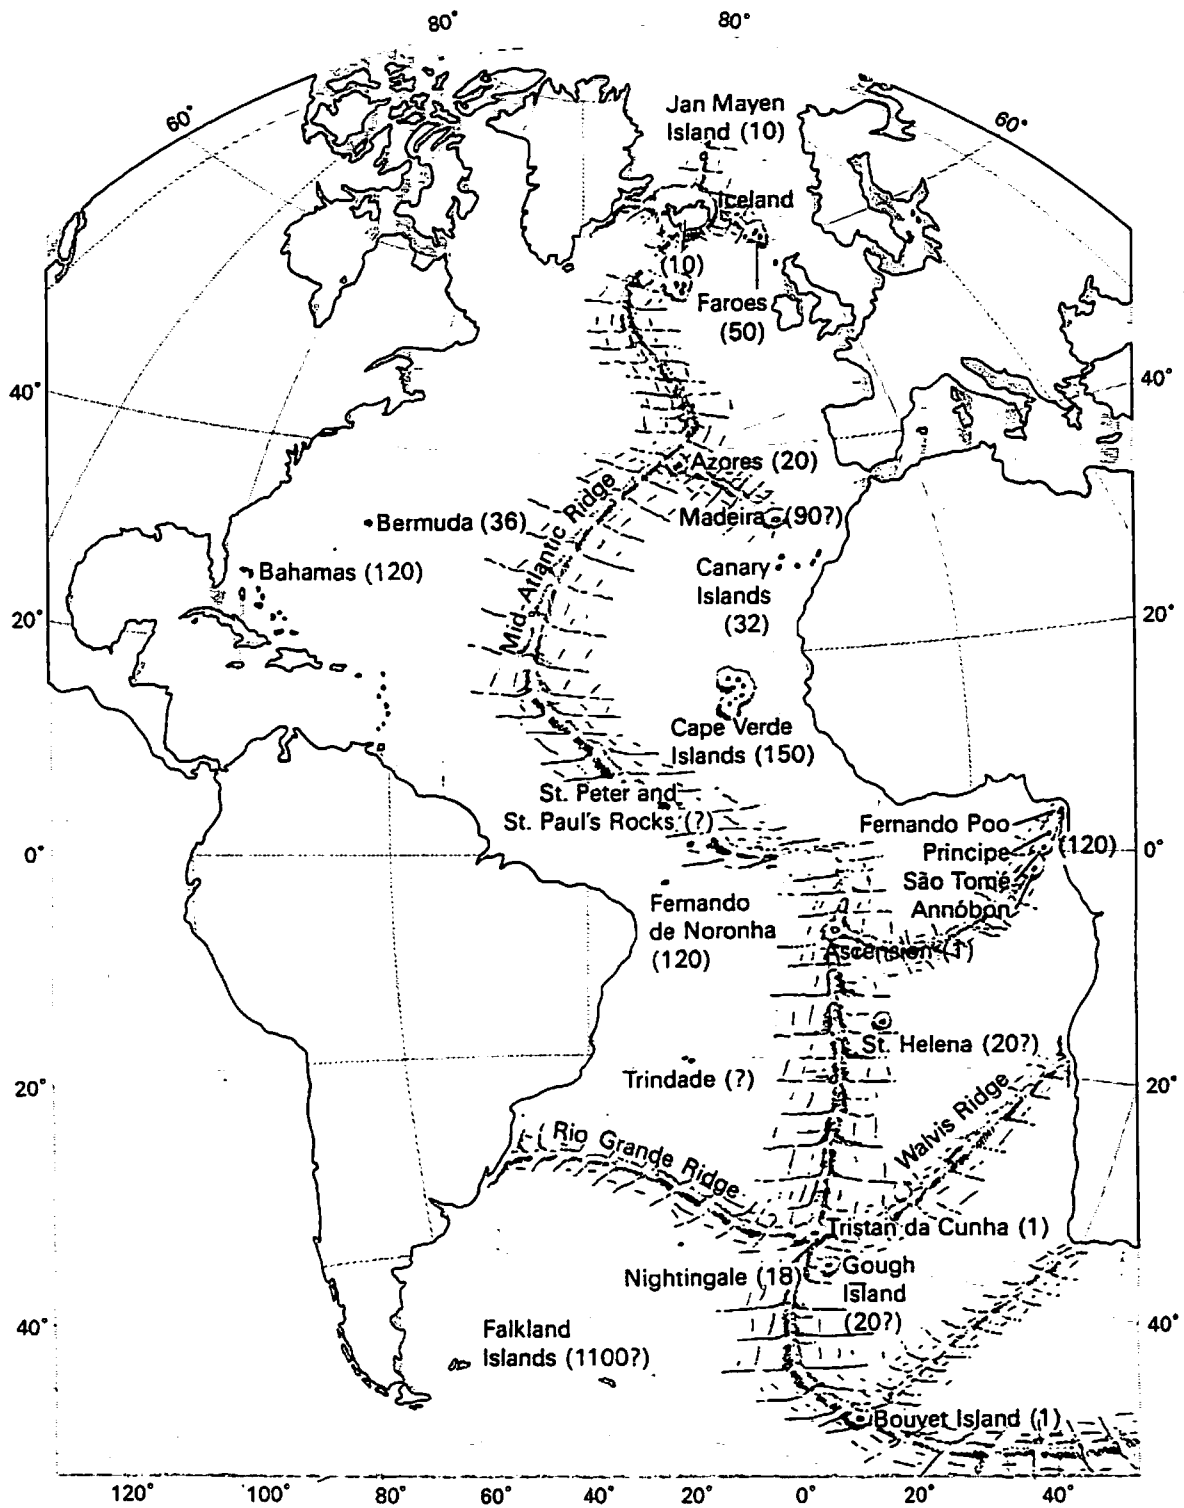 80°
80°
60°
60°
Jan Mayen
Island (10)
Iceland
(10)
Faroes
(50)
40°
40°
Azores (20)
Mid-Atlantic Ridge
Madeira (90?)
Bermuda (36)
Bahamas (120)
Canary
Islands
(32)
20°
20°
Cape Verde
Islands (150)
St. Peter and
St. Paul's Rocks (?)
Fernando Poo
Principe
(120)
São Tomé
Annóbon
0°
0°
Fernando
de Noronha
(120)
Ascension (1)
St. Helena (20?)
Trindade (?)
20°
20°
Walvis Ridge
Rio Grande Ridge
Tristan da Cunha (1)
Nightingale (18)
Gough
Island
(20?)
Falkland
Islands (1100?)
40°
40°
Bouvet Island (1)
120°
100°
80°
60°
40°
20°
0°
20°
40°